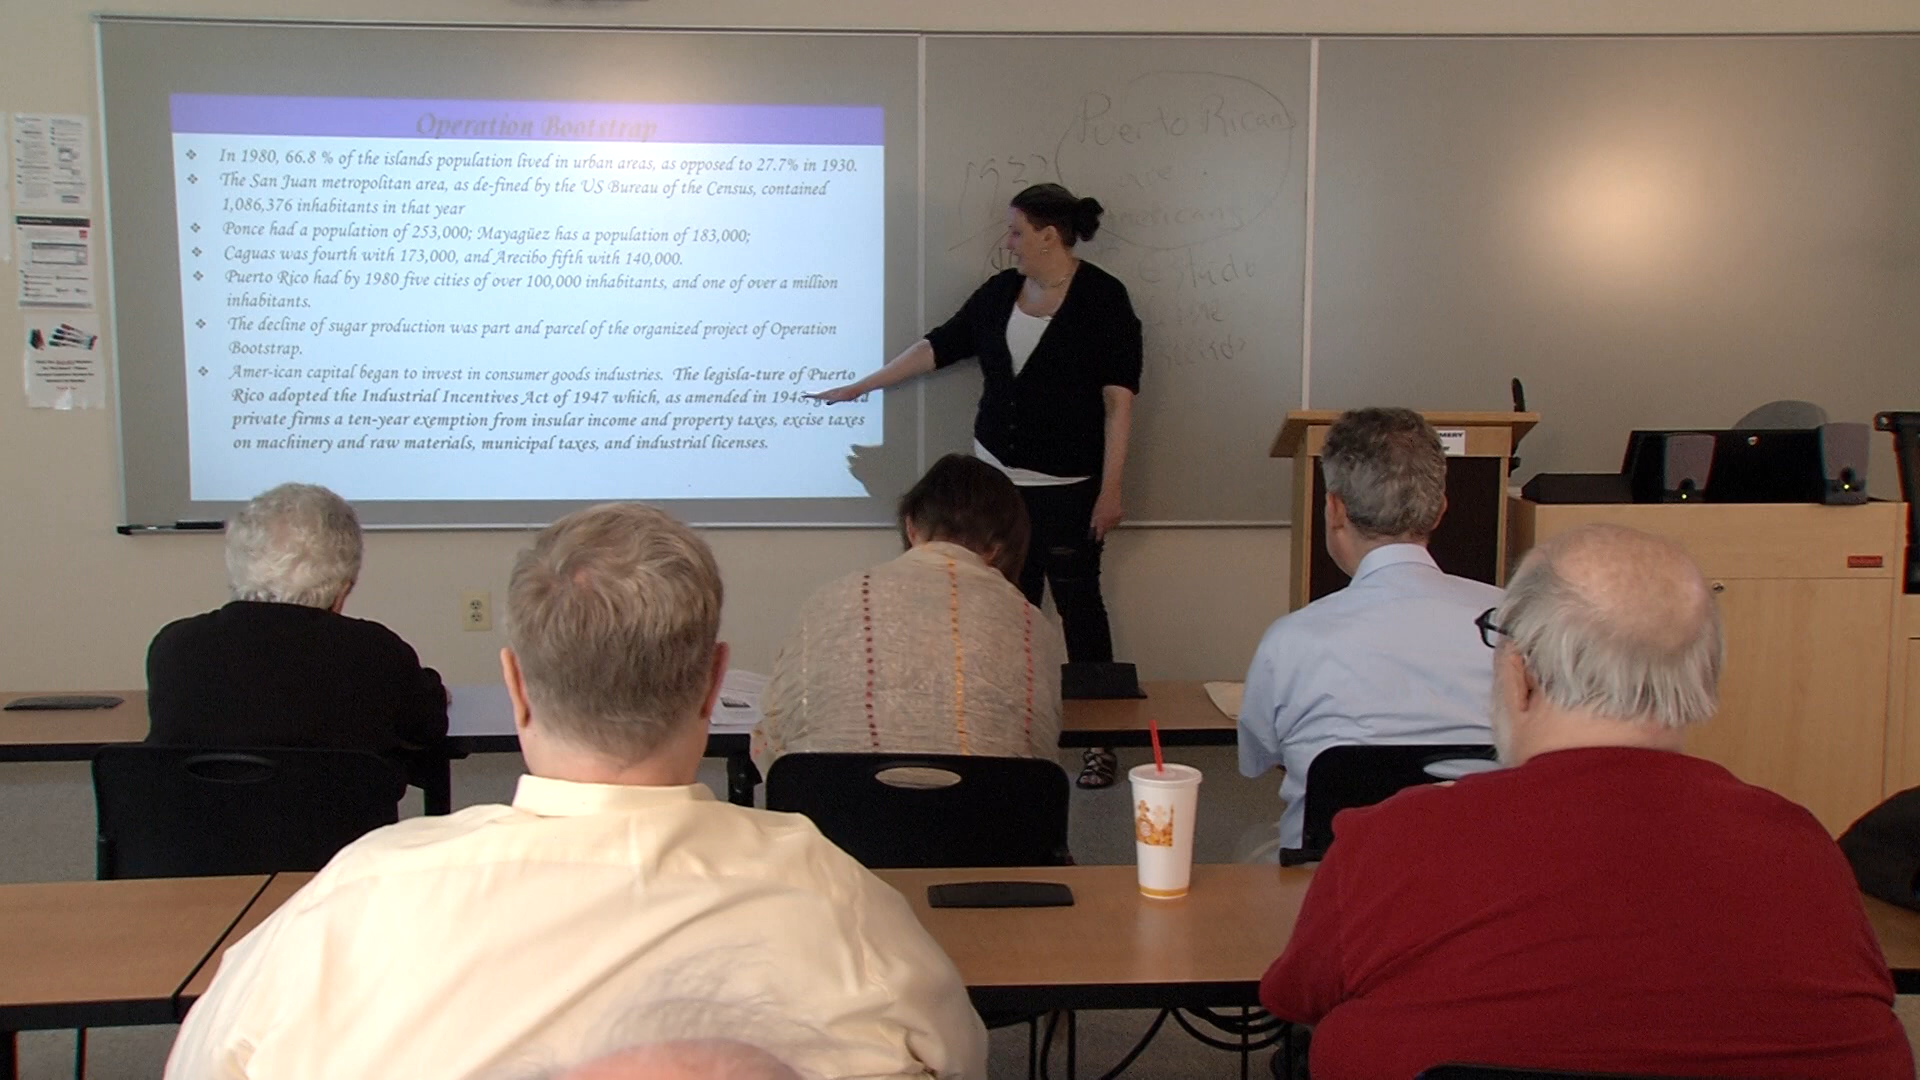 Operation Bootstrap
❖ In 1980, 66.8 % of the islands population lived in urban areas, as opposed to 27.7% in 1930.
❖ The San Juan metropolitan area, as de-fined by the US Bureau of the Census, contained
1,086,376 inhabitants in that year
❖ Ponce had a population of 253,000; Mayagüez has a population of 183,000;
❖ Caguas was fourth with 173,000, and Arecibo fifth with 140,000.
❖ Puerto Rico had by 1980 five cities of over 100,000 inhabitants, and one of over a million
inhabitants.
❖ The decline of sugar production was part and parcel of the organized project of Operation
Bootstrap.
❖ Amer-ican capital began to invest in consumer goods industries. The legisla-ture of Puerto
Rico adopted the Industrial Incentives Act of 1947 which, as amended in
private firms a ten-year exemption from insular income and property taxes, excise taxes
on machinery and raw materials, municipal taxes, and industrial licenses.
Puerto Ricans
are